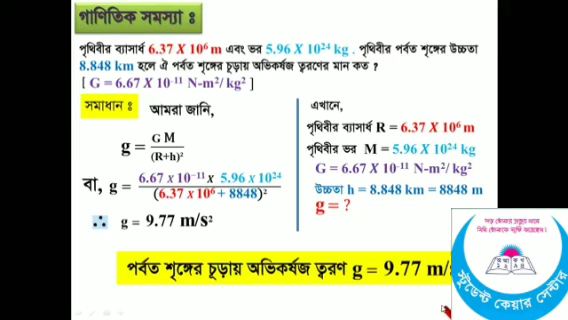 গাণিতিক সমস্যা ঃ
পৃথিবীর ব্যাসার্ধ 6.37 X 10⁶ m এবং ভর 5.96 X 10²⁴ kg . পৃথিবীর পর্বত শৃঙ্গের উচ্চতা
8.848 km হলে ঐ পর্বত শৃঙ্গের চূড়ায় অভিকর্ষজ ত্বরণের মান কত ?
[ G = 6.67 X 10⁻¹¹ N-m²/ kg² ]
সমাধান ঃ আমরা জানি,
g = G M / (R+h)²
বা, g = 6.67 X 10⁻¹¹ X 5.96 X 10²⁴ / (6.37 X 10⁶ + 8848)²
∴ g = 9.77 m/s²
এখানে,
পৃথিবীর ব্যাসার্ধ R = 6.37 X 10⁶ m
পৃথিবীর ভর M = 5.96 X 10²⁴ kg
G = 6.67 X 10⁻¹¹ N-m²/ kg²
উচ্চতা h = 8.848 km = 8848 m
g = ?
পর্বত শৃঙ্গের চূড়ায় অভিকর্ষজ ত্বরণ g = 9.77 m/
স্টুডেন্ট কেয়ার সেন্টার